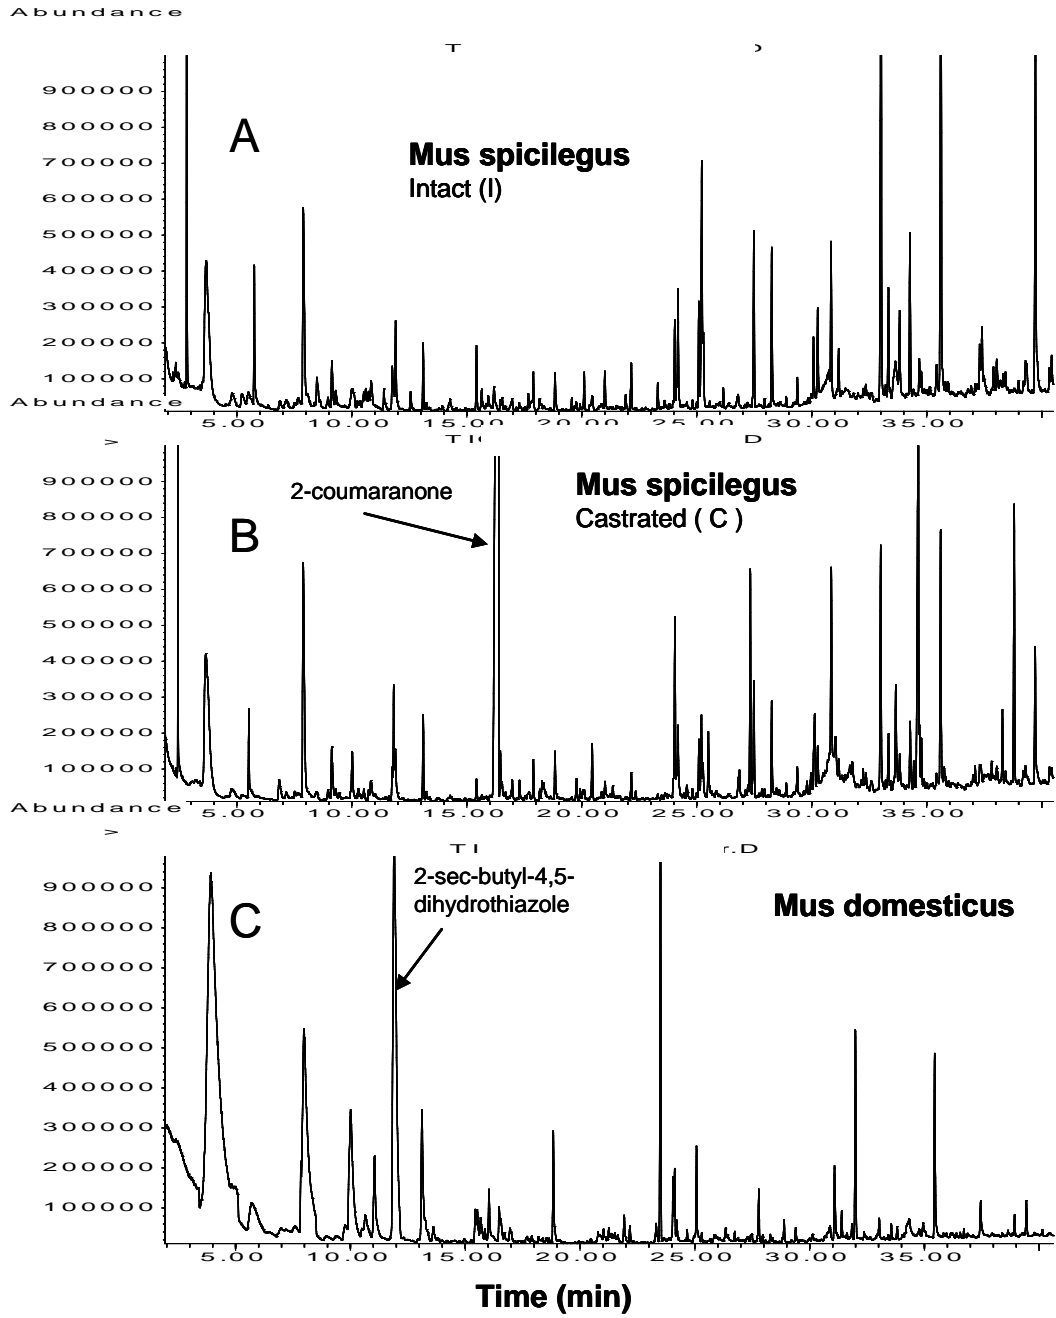 Abundance
T
900000
A
800000
Mus spicilegus
700000
Intact (I)
600000
500000
400000
300000
200000
100000
Abundance
5.00 10.00 15.00 20.00 25.00 30.00 35.00
>
D
900000
2-coumaranone
Mus spicilegus
800000
Castrated ( C )
B
700000
600000
500000
400000
300000
200000
100000
Abundance
5.00 10.00 15.00 20.00 25.00 30.00 35.00
>
T I
r.D
2-sec-butyl-4,5-
dihydrothiazole
900000
C
Mus domesticus
800000
700000
600000
500000
400000
300000
200000
100000
5.00 10.00 15.00 20.00 25.00 30.00 35.00
Time (min)